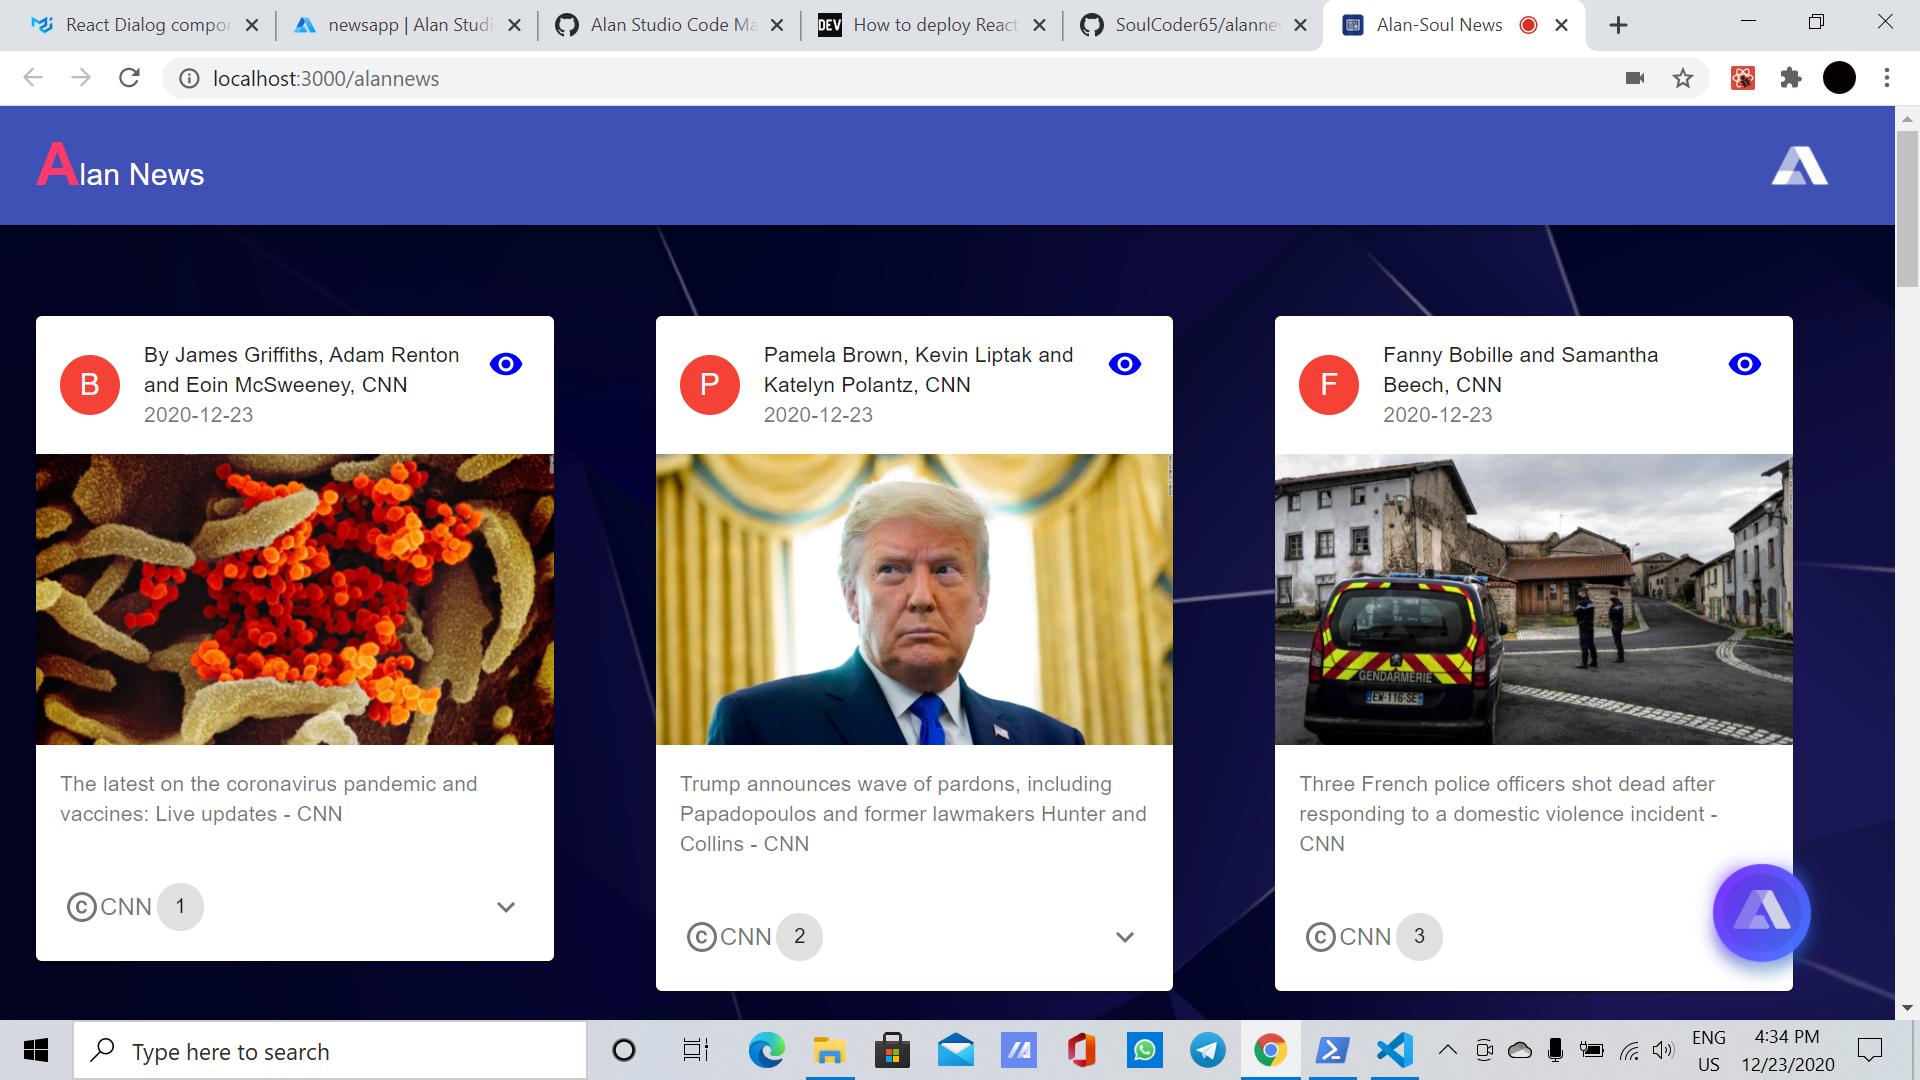 React Dialog compor
newsapp | Alan Studi
Alan Studio Code Ma
DEV
How to deploy React
SoulCoder65/alannew
Alan-Soul News
localhost:3000/alannews
Alan News
B
By James Griffiths, Adam Renton
and Eoin McSweeney, CNN
2020-12-23
P
Pamela Brown, Kevin Liptak and
Katelyn Polantz, CNN
2020-12-23
F
Fanny Bobille and Samantha
Beech, CNN
2020-12-23
GENDARMERIE
EW-116-SE
The latest on the coronavirus pandemic and
vaccines: Live updates - CNN
Trump announces wave of pardons, including
Papadopoulos and former lawmakers Hunter and
Collins - CNN
Three French police officers shot dead after
responding to a domestic violence incident -
CNN
© CNN 1
© CNN 2
© CNN 3
Type here to search
ENG
US
4:34 PM
12/23/2020